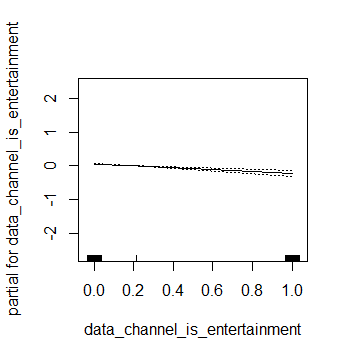 partial for data_channel_is_entertainment
2
1
0
-1
-2
0.0 0.2 0.4 0.6 0.8 1.0
data_channel_is_entertainment